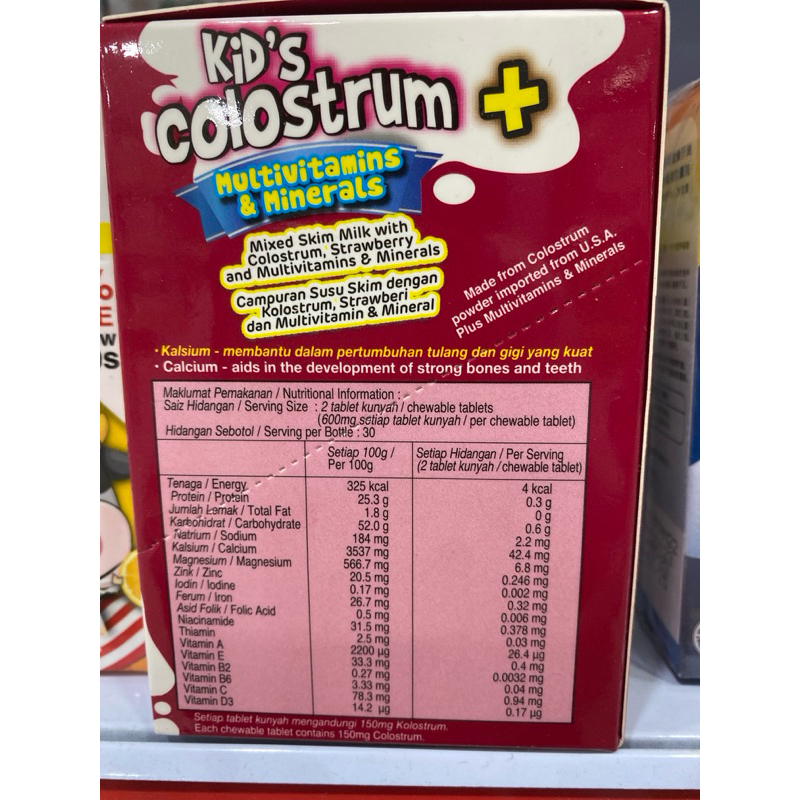 KiD'S
Colostrum +
Multivitamins
& Minerals
Mixed Skim Milk with
Colostrum, Strawberry
and Multivitamins & Minerals
Campuran Susu Skim dengan
Kolostrum, Strawberi
dan Multivitamin & Mineral
Made from Colostrum
powder imported from U.S.A.
Plus Multivitamins & Minerals
• Kalsium - membantu dalam pertumbuhan tulang dan gigi yang kuat
• Calcium - aids in the development of strong bones and teeth
Maklumat Pemakanan / Nutritional Information :
Saiz Hidangan / Serving Size : 2 tablet kunyah / chewable tablets
(600mg setiap tablet kunyah / per chewable tablet)
Hidangan Sebotol / Serving per Bottle : 30
Setiap 100g / Setiap Hidangan / Per Serving
Per 100g (2 tablet kunyah / chewable tablet)
Tenaga / Energy 325 kcal 4 kcal
Protein / Protein 25.3 g 0.3 g
Jumlah Lemak / Total Fat 1.8 g 0 g
Karbohidrat / Carbohydrate 52.0 g 0.6 g
Natrium / Sodium 184 mg 2.2 mg
Kalsium / Calcium 3537 mg 42.4 mg
Magnesium / Magnesium 566.7 mg 6.8 mg
Zink / Zinc 20.5 mg 0.246 mg
Iodin / Iodine 0.17 mg 0.002 mg
Ferum / Iron 26.7 mg 0.32 mg
Asid Folik / Folic Acid 0.5 mg 0.006 mg
Niacinamide 31.5 mg 0.378 mg
Thiamin 2.5 mg 0.03 mg
Vitamin A 2200 µg 26.4 µg
Vitamin E 33.3 mg 0.4 mg
Vitamin B2 0.27 mg 0.0032 mg
Vitamin B6 3.33 mg 0.04 mg
Vitamin C 78.3 mg 0.94 mg
Vitamin D3 14.2 µg 0.17 µg
Setiap tablet kunyah mengandungi 150mg Kolostrum.
Each chewable tablet contains 150mg Colostrum.